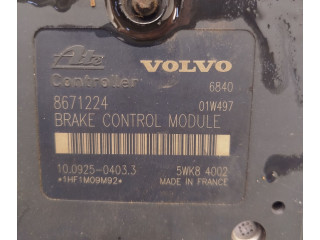 Ate VOLVO
Controller 6840
8671224 01W497
BRAKE CONTROL MODULE
10.0925-0403.3 5WK8 4002
*1HF1M09M92* MADE IN FRANCE